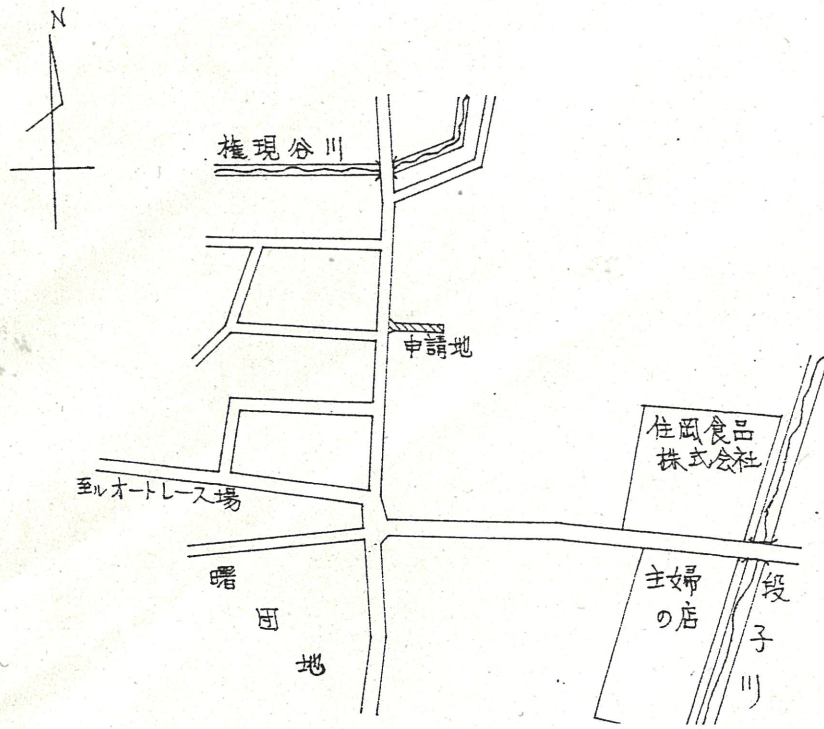 N
権現谷川
申請地
住岡食品
株式会社
至ルオートレース場
曙団地
主婦
の店
段子川